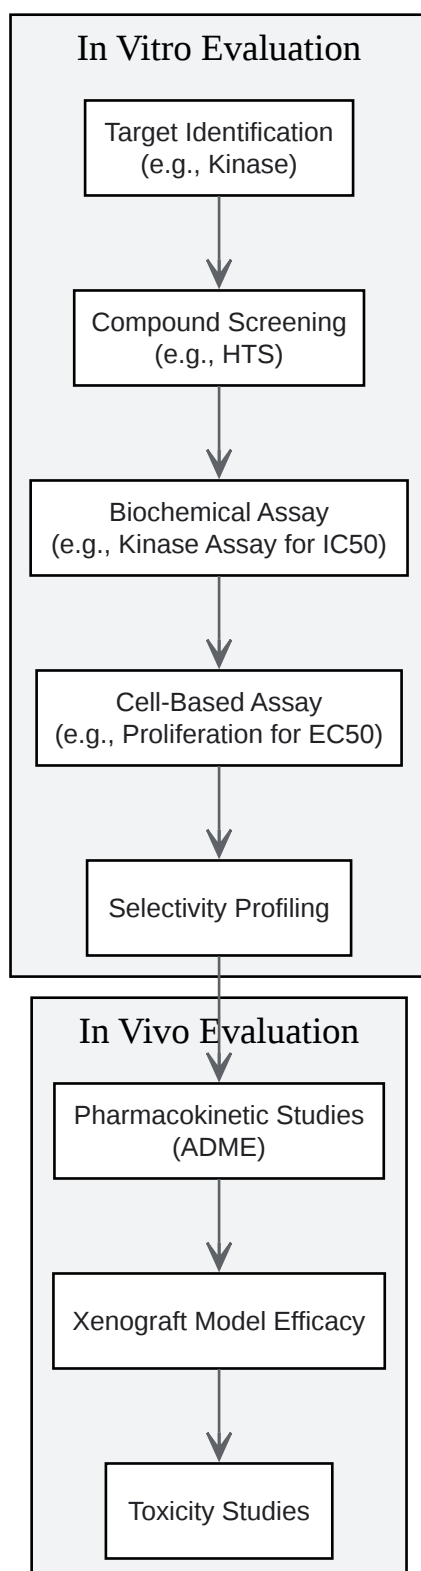 In Vitro Evaluation
Target Identification
(e.g., Kinase)
Compound Screening
(e.g., HTS)
Biochemical Assay
(e.g., Kinase Assay for IC50)
Cell-Based Assay
(e.g., Proliferation for EC50)
Selectivity Profiling
In Vivo Evaluation
Pharmacokinetic Studies
(ADME)
Xenograft Model Efficacy
Toxicity Studies